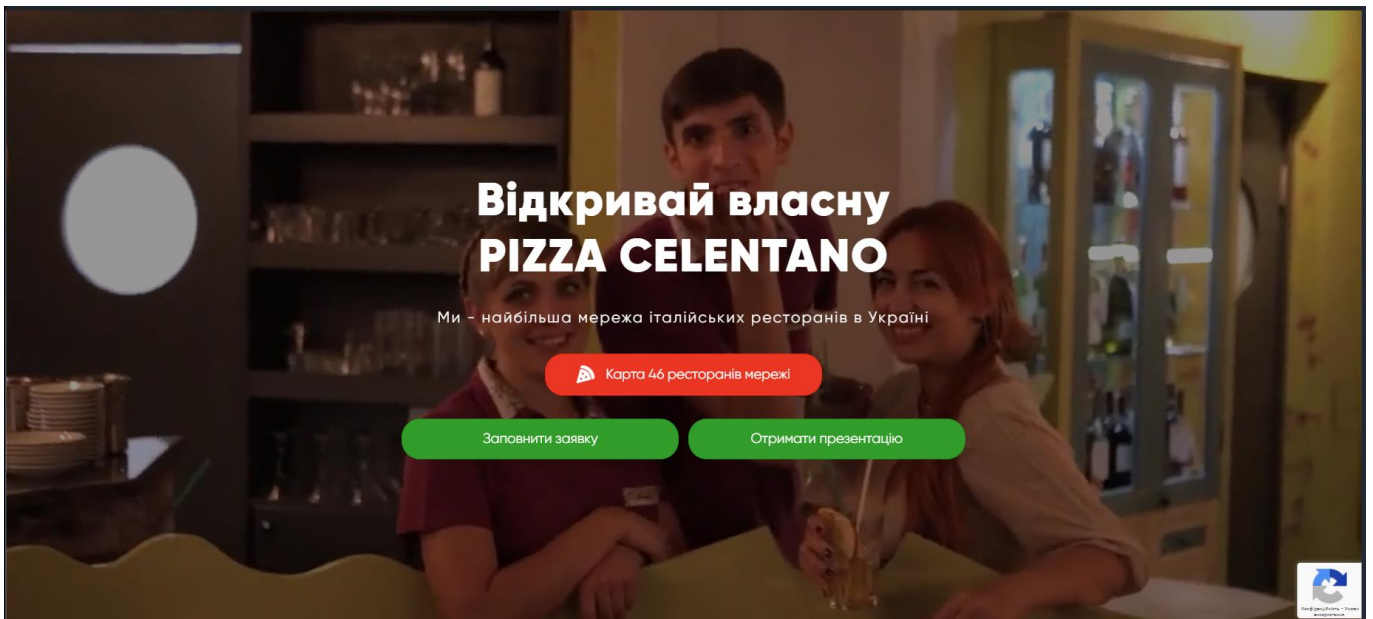 Відкривай власну
PIZZA CELENTANO
Ми - найбільша мережа італійських ресторанів в Україні
Карта 46 ресторанів мережі
Заповнити заявку
Отримати презентацію